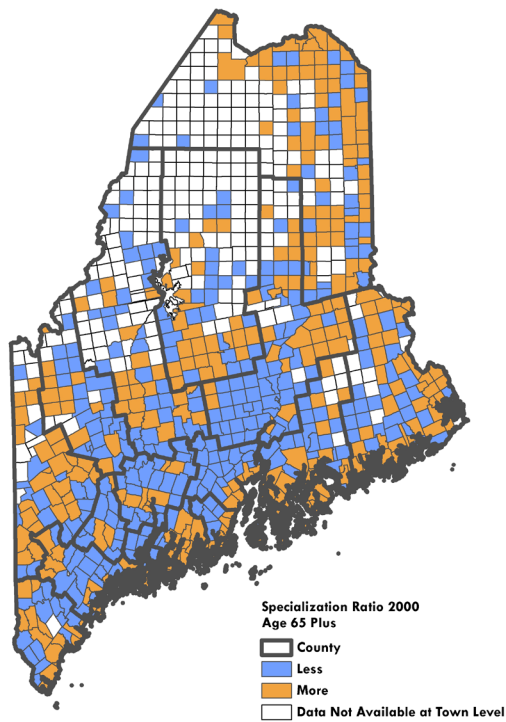 Specialization Ratio 2000
Age 65 Plus
County
Less
More
Data Not Available at Town Level